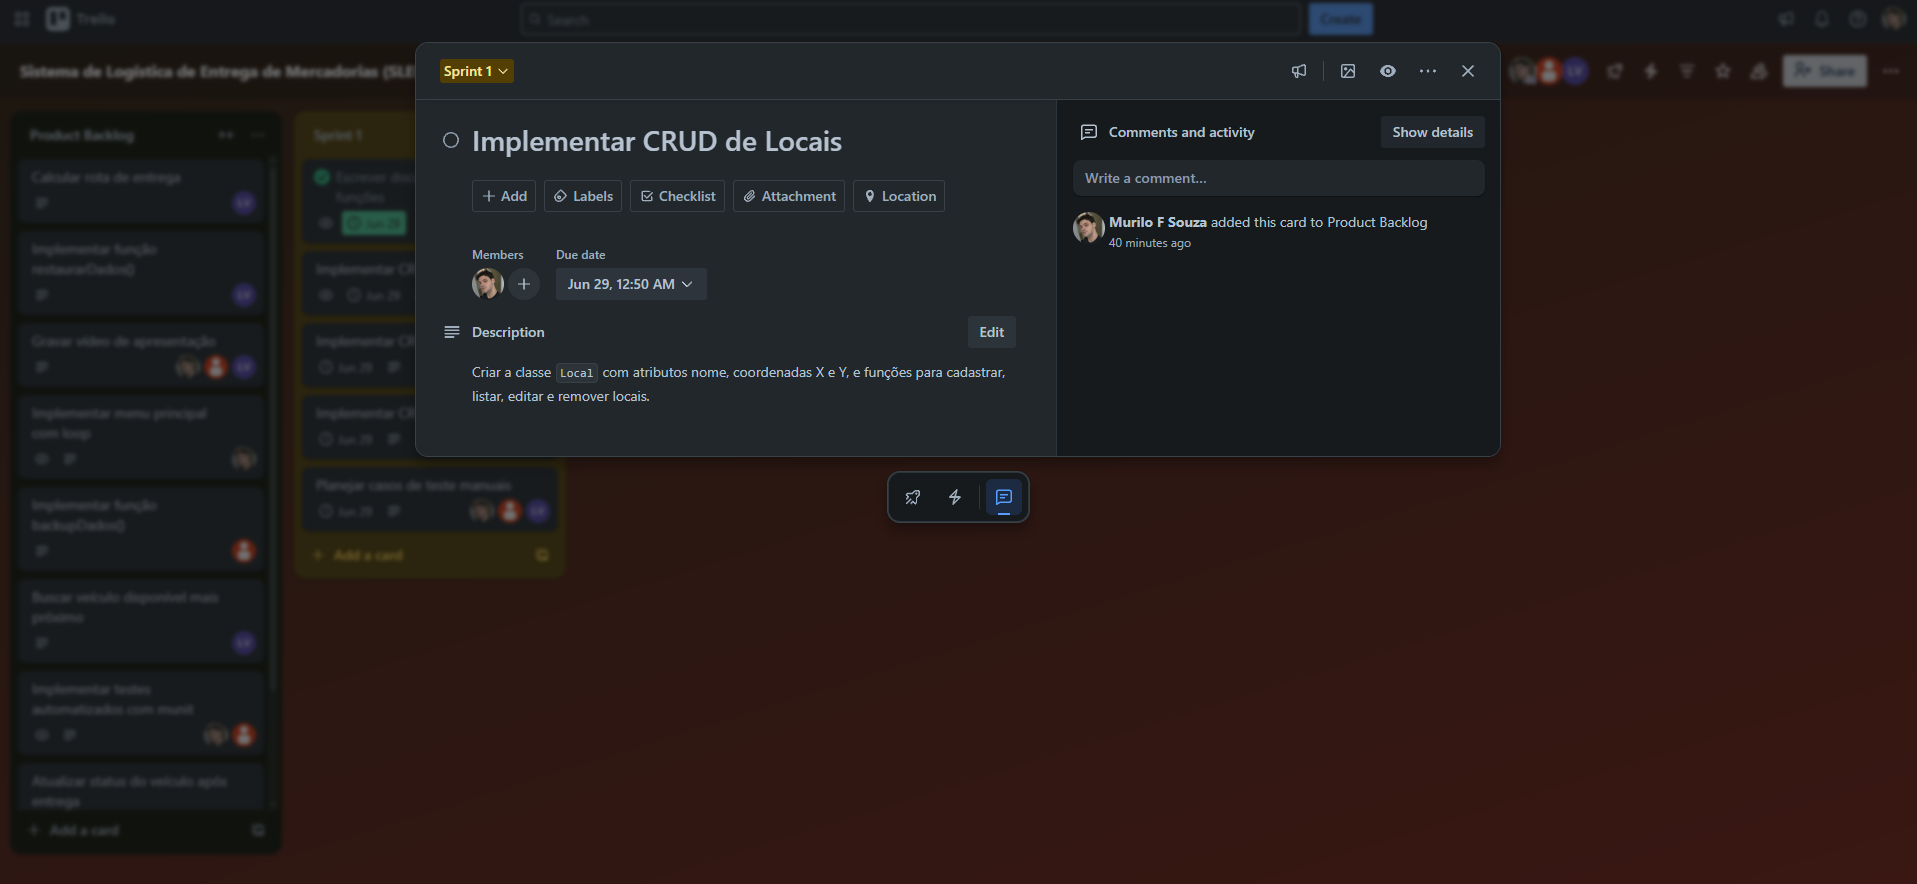 Trello
Search
Create
Sistema de Logística de Entrega de Mercadorias (SLE
Share
Product Backlog
Calcular rota de entrega
LV
Implementar função
restaurarDados()
LV
Gravar vídeo de apresentação
LV
Implementar menu principal
com loop
Implementar função
backupDados()
Buscar veículo disponível mais
próximo
LV
Implementar testes
automatizados com munit
Atualizar status do veículo após
entrega
Add a card
Sprint 1
Escrever
funções
Jun 29
Implementar
Jun 29
Implementar
Jun 29
Implementar
Jun 29
Planejar casos de teste manuais
Jun 29
LV
Add a card
Sprint 1
Implementar CRUD de Locais
Add
Labels
Checklist
Attachment
Location
Members
Due date
Jun 29, 12:50 AM
Description
Edit
Criar a classe Local com atributos nome, coordenadas X e Y, e funções para cadastrar,
listar, editar e remover locais.
Comments and activity
Show details
Write a comment...
Murilo F Souza added this card to Product Backlog
40 minutes ago